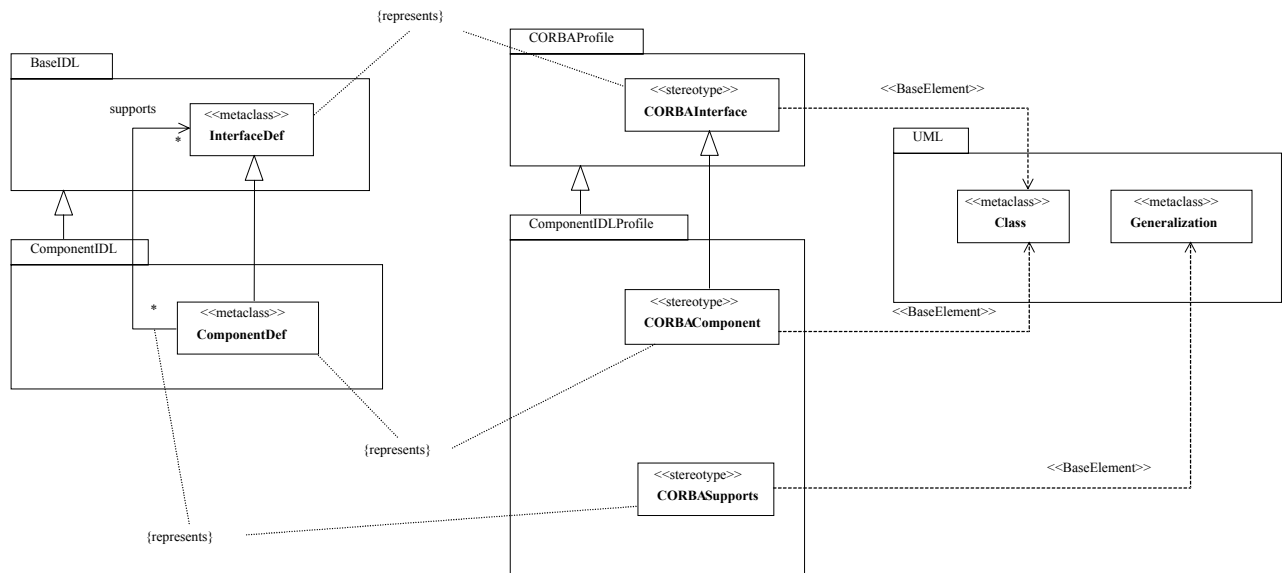 {represents}
CORBAProfile
BaseIDL
<<stereotype>>
CORBAInterface
<<BaseElement>>
supports
<<metaclass>>
InterfaceDef
*
UML
<<metaclass>>
Class
<<metaclass>>
Generalization
ComponentIDLProfile
ComponentIDL
*
<<metaclass>>
ComponentDef
<<stereotype>>
CORBAComponent
<<BaseElement>>
{represents}
<<stereotype>>
CORBASupports
<<BaseElement>>
{represents}